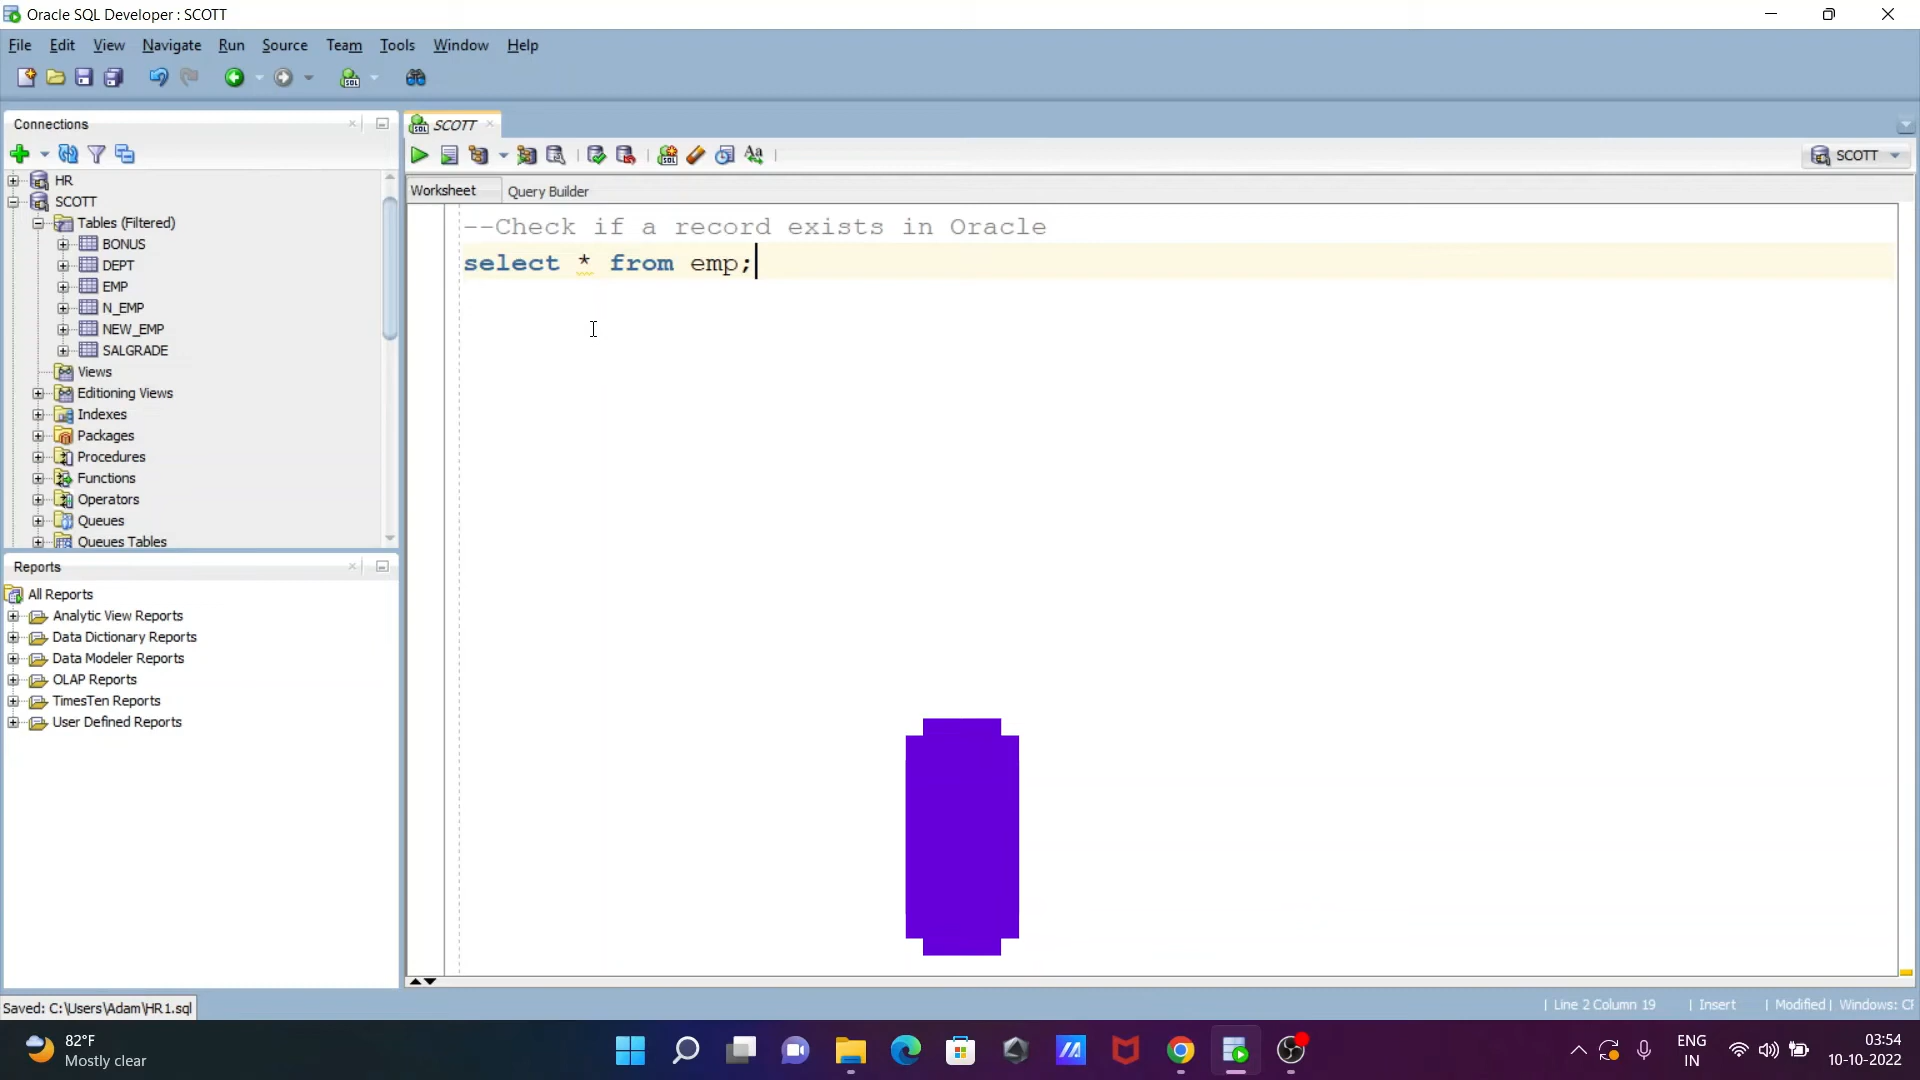 Oracle SQL Developer : SCOTT
File Edit View Navigate Run Source Team Tools Window Help
Connections
SCOTT
SCOTT
Worksheet Query Builder
HR
SCOTT
Tables (Filtered)
BONUS
DEPT
EMP
N_EMP
NEW_EMP
SALGRADE
Views
Editioning Views
Indexes
Packages
Procedures
Functions
Operators
Queues
Queues Tables
--Check if a record exists in Oracle
select * from emp;
Reports
All Reports
Analytic View Reports
Data Dictionary Reports
Data Modeler Reports
OLAP Reports
TimesTen Reports
User Defined Reports
Saved: C:\Users\Adam\HR1.sql
| Line 2 Column 19 | Insert | Modified | Windows:
82°F
Mostly clear
ENG
IN
03:54
10-10-2022